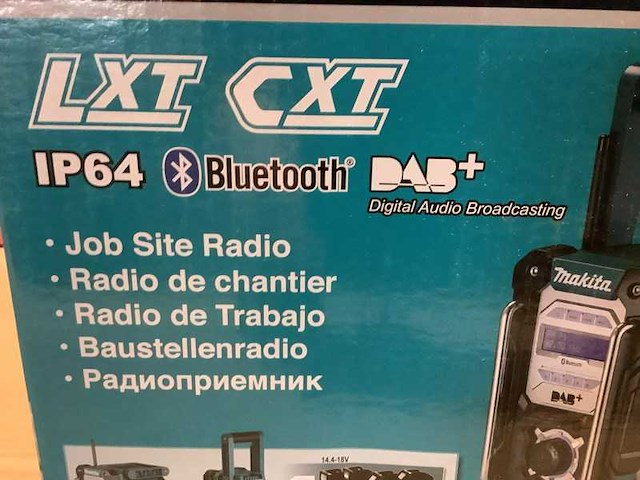 LXT CXT
IP64 Bluetooth® DAB+
Digital Audio Broadcasting
• Job Site Radio
• Radio de chantier
• Radio de Trabajo
• Baustellenradio
• Радиоприемник
Makita
Bluetooth
DAB+
14.4-18V